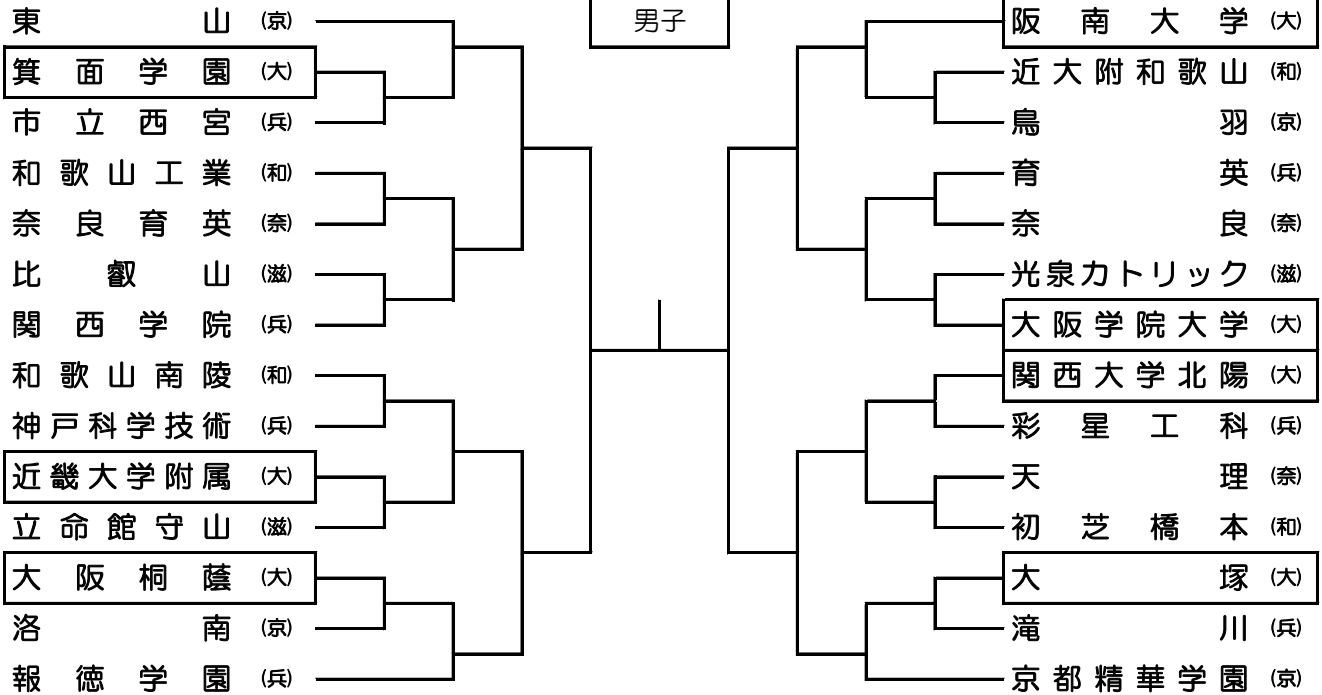 男子
東山 (京)
箕面学園 (大)
市立西宮 (兵)
和歌山工業 (和)
奈良育英 (奈)
比叡山 (滋)
関西学院 (兵)
和歌山南陵 (和)
神戸科学技術 (兵)
近畿大学附属 (大)
立命館守山 (滋)
大阪桐蔭 (大)
洛南 (京)
報徳学園 (兵)
阪南大学 (大)
近大附和歌山 (和)
鳥羽 (京)
育英 (兵)
奈良 (奈)
光泉カトリック (滋)
大阪学院大学 (大)
関西大学北陽 (大)
彩星工科 (兵)
天理 (奈)
初芝橋本 (和)
大塚 (大)
滝川 (兵)
京都精華学園 (京)